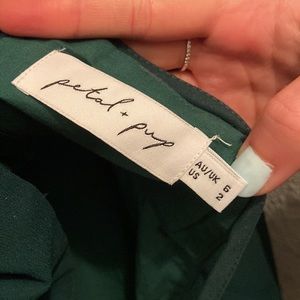 petal + pup
AU/UK 6
US 2